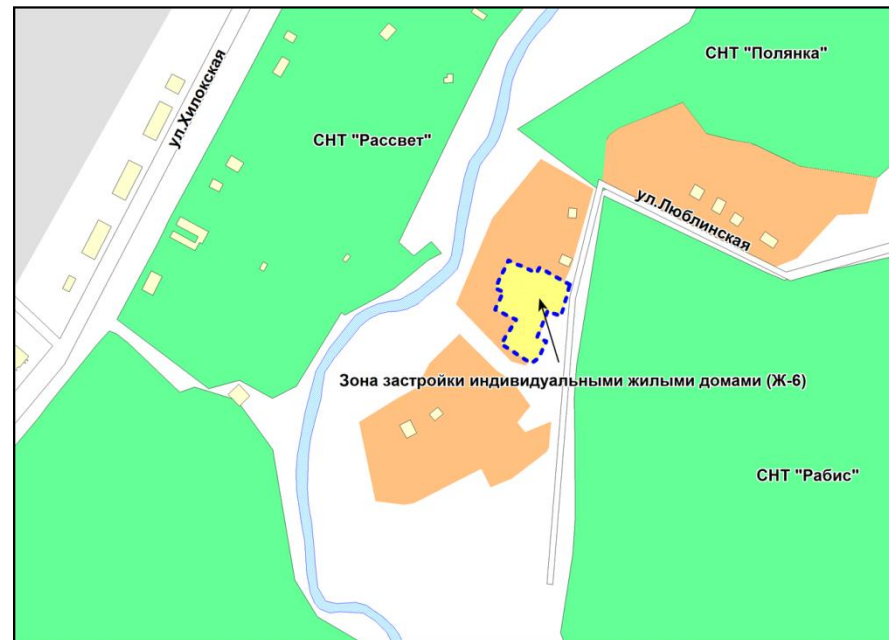 СНТ "Полянка"
ул.Хилокская
СНТ "Рассвет"
ул.Люблинская
Зона застройки индивидуальными жилыми домами (Ж-6)
СНТ "Рабис"